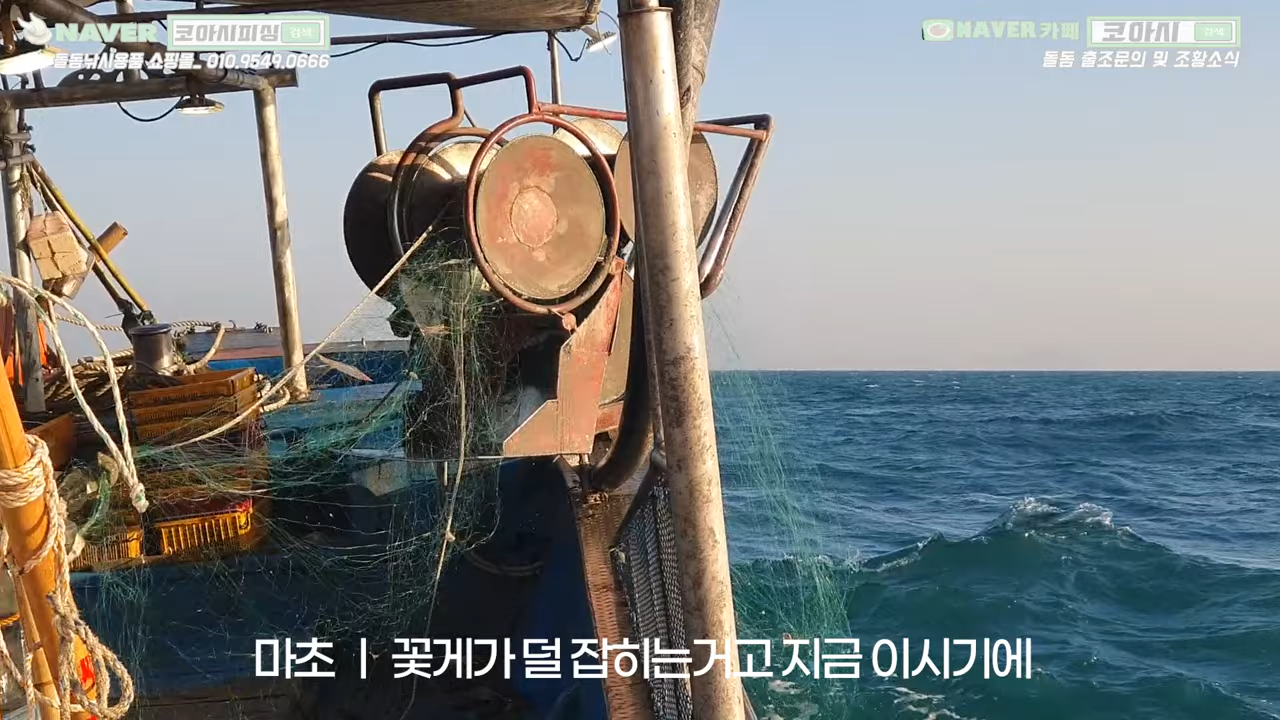 NAVER 코아시피싱 검색
돌돔낚시용품 쇼핑몰_ 010.9549.0666
NAVER 카페 코아시 검색
돌돔 출조문의 및 조황소식
마초 ㅣ 꽃게가 덜 잡히는거고 지금 이시기에